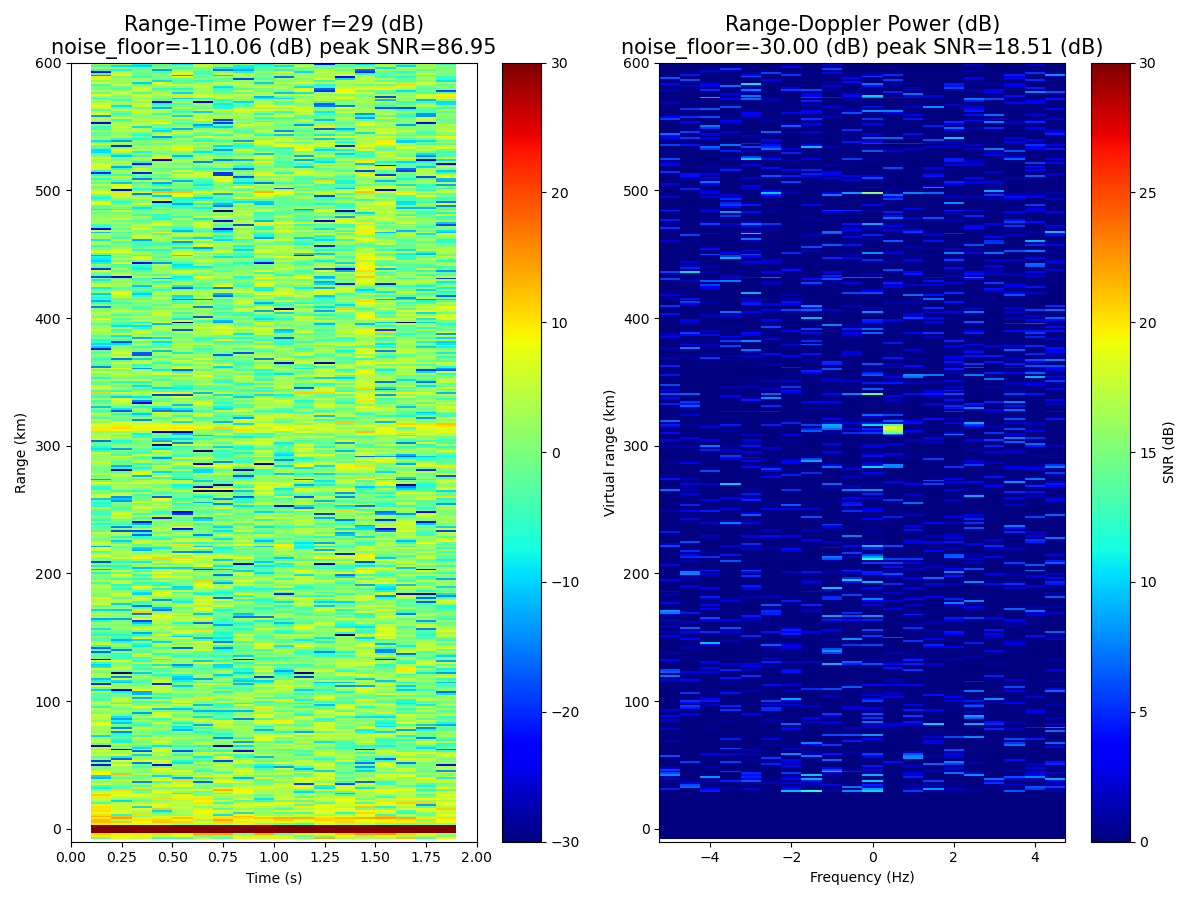 Range-Time Power f=29 (dB)
noise_floor=-110.06 (dB) peak SNR=86.95
600
500
400
300
200
100
0
Range (km)
0.00 0.25 0.50 0.75 1.00 1.25 1.50 1.75 2.00
Time (s)
30
20
10
0
−10
−20
−30
Range-Doppler Power (dB)
noise_floor=-30.00 (dB) peak SNR=18.51 (dB)
600
500
400
300
200
100
0
Virtual range (km)
−4 −2 0 2 4
Frequency (Hz)
30
25
20
15
10
5
0
SNR (dB)